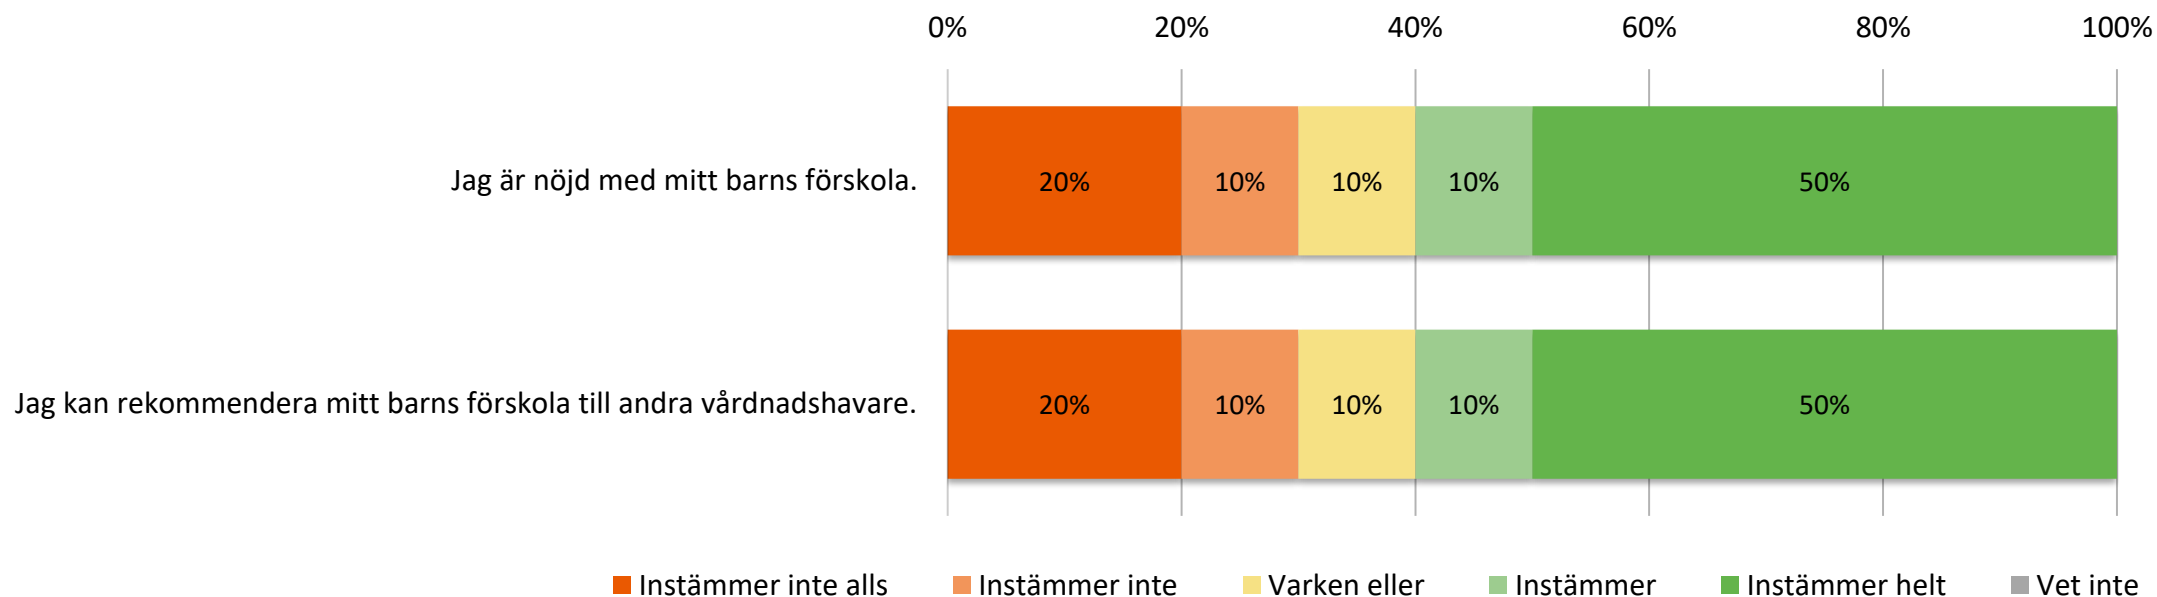 0% 20% 40% 60% 80% 100%
Jag är nöjd med mitt barns förskola. 20% 10% 10% 10% 50%
Jag kan rekommendera mitt barns förskola till andra vårdnadshavare. 20% 10% 10% 10% 50%
Instämmer inte alls Instämmer inte Varken eller Instämmer Instämmer helt Vet inte